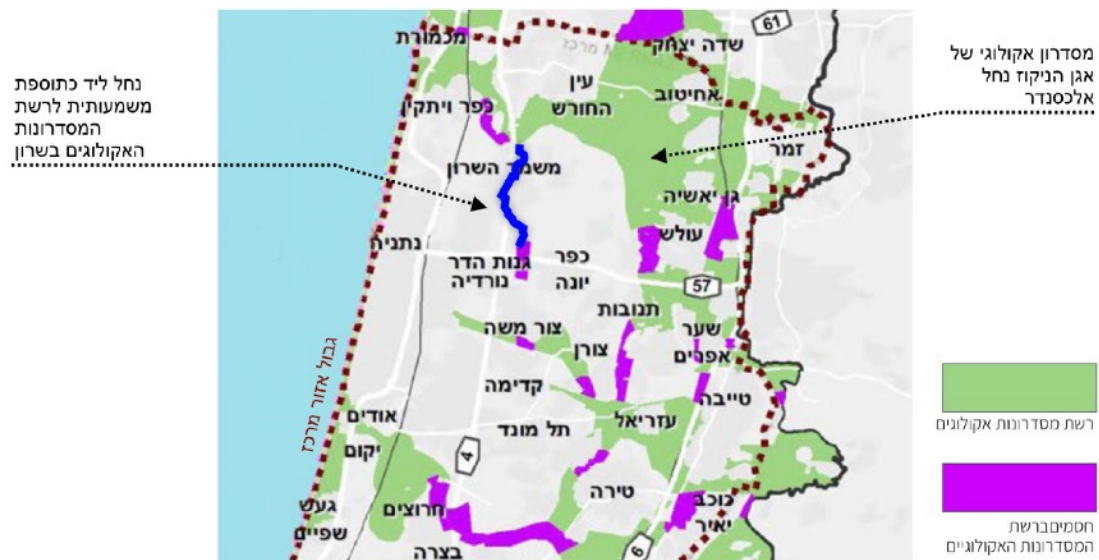 נחל ליד כתוספת
משמעותית לרשת
המסדרונות
האקולוגים בשרון
מסדרון אקולוגי של
אגן הניקוז נחל
אלכסנדר
61
מכמורת
שדה יצחק
עין
החורש
אחיטוב
כפר ויתקין
זמר
משמר השרון
גן יאשיה
עולש
נתניה
גנות הדר
נורדיה
כפר
יונה
57
תנובות
צור משה
שער
אפרים
צורן
קדימה
טייבה
גבול אזור מרכז
אודים
עזריאל
תל מונד
יקום
4
טירה
כוכב
יאיר
געש
שפיים
חרוצים
בצרה
6
רשת מסדרונות אקולוגים
חסמיםברשת
המסדרונות האקולוגיים